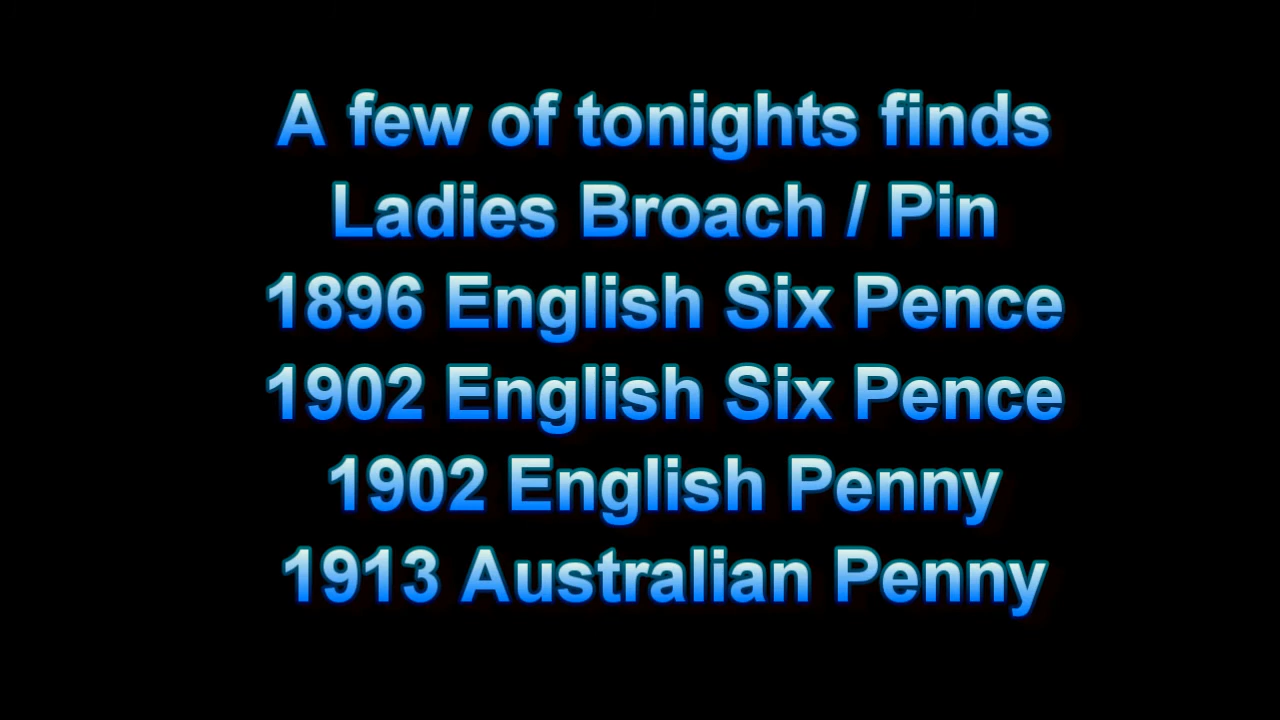 A few of tonights finds
Ladies Broach / Pin
1896 English Six Pence
1902 English Six Pence
1902 English Penny
1913 Australian Penny